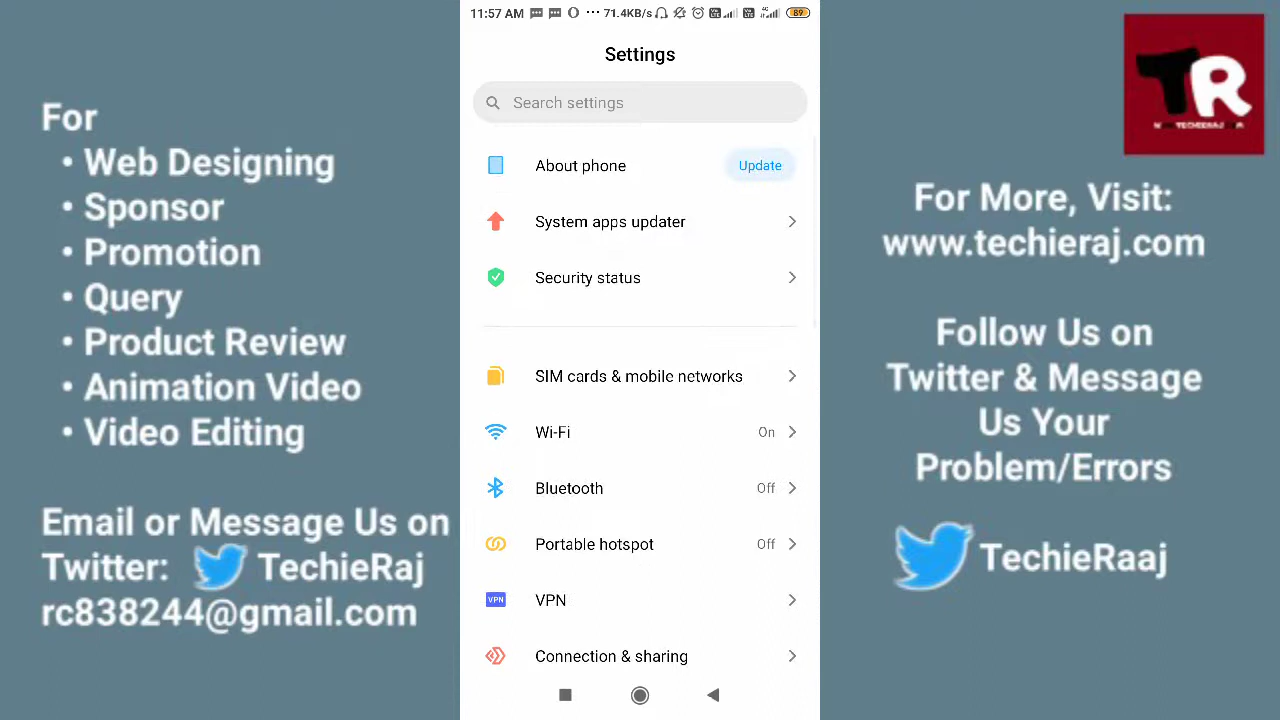 For
• Web Designing
• Sponsor
• Promotion
• Query
• Product Review
• Animation Video
• Video Editing
Email or Message Us on
Twitter: TechieRaj
rc838244@gmail.com
11:57 AM ••• 71.4KB/s 4G 89
Settings
Search settings
About phone Update
System apps updater
Security status
SIM cards & mobile networks
Wi-Fi On
Bluetooth Off
Portable hotspot Off
VPN VPN
Connection & sharing
TR
For More, Visit:
www.techieraj.com
Follow Us on
Twitter & Message
Us Your
Problem/Errors
TechieRaaj